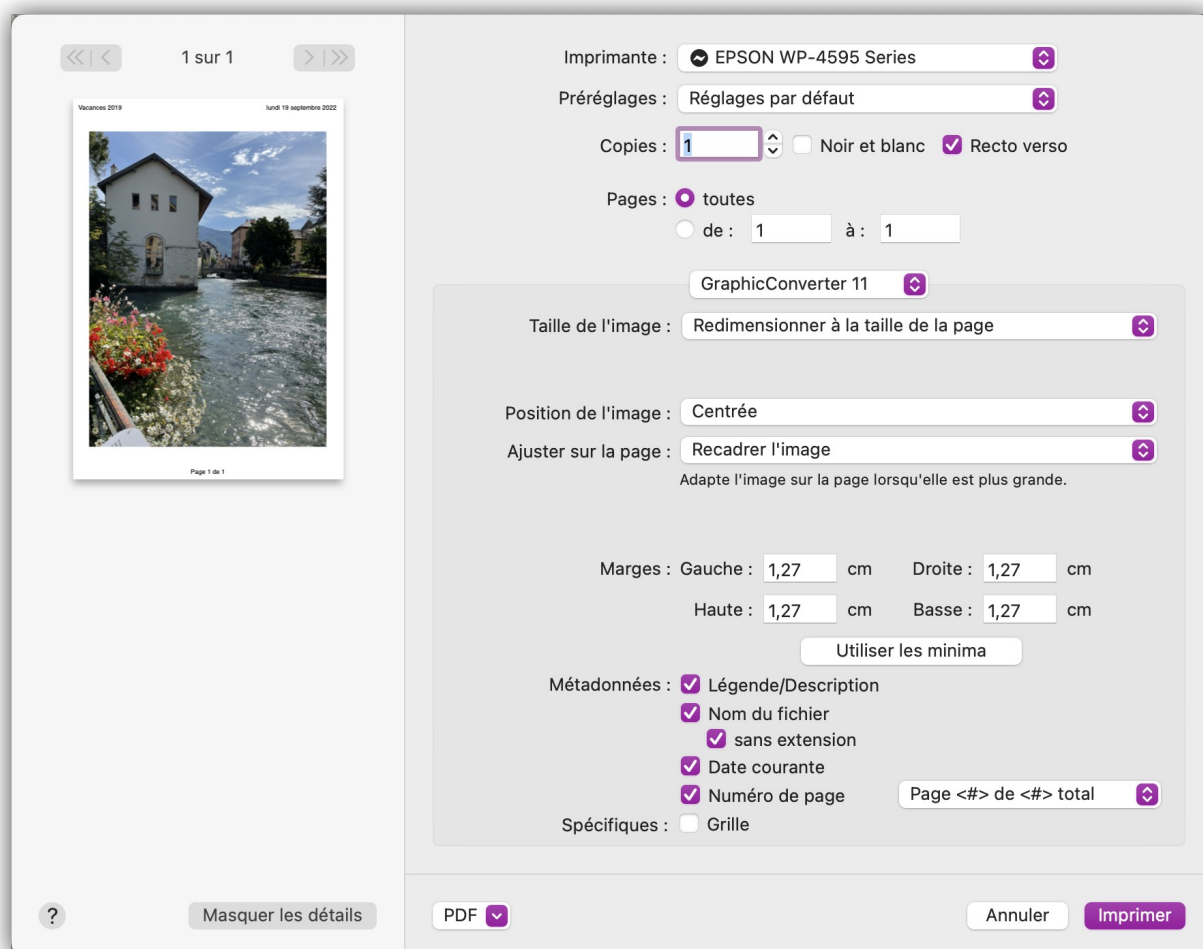 1 sur 1
Vacances 2019 lundi 19 septembre 2022
Page 1 de 1
Imprimante : EPSON WP-4595 Series
Préréglages : Réglages par défaut
Copies : 1 Noir et blanc Recto verso
Pages : toutes
de : 1 à : 1
GraphicConverter 11
Taille de l'image : Redimensionner à la taille de la page
Position de l'image : Centrée
Ajuster sur la page : Recadrer l'image
Adapte l'image sur la page lorsqu'elle est plus grande.
Marges : Gauche : 1,27 cm Droite : 1,27 cm
Haute : 1,27 cm Basse : 1,27 cm
Utiliser les minima
Métadonnées : Légende/Description
Nom du fichier
sans extension
Date courante
Numéro de page Page <#> de <#> total
Spécifiques : Grille
? Masquer les détails PDF Annuler Imprimer